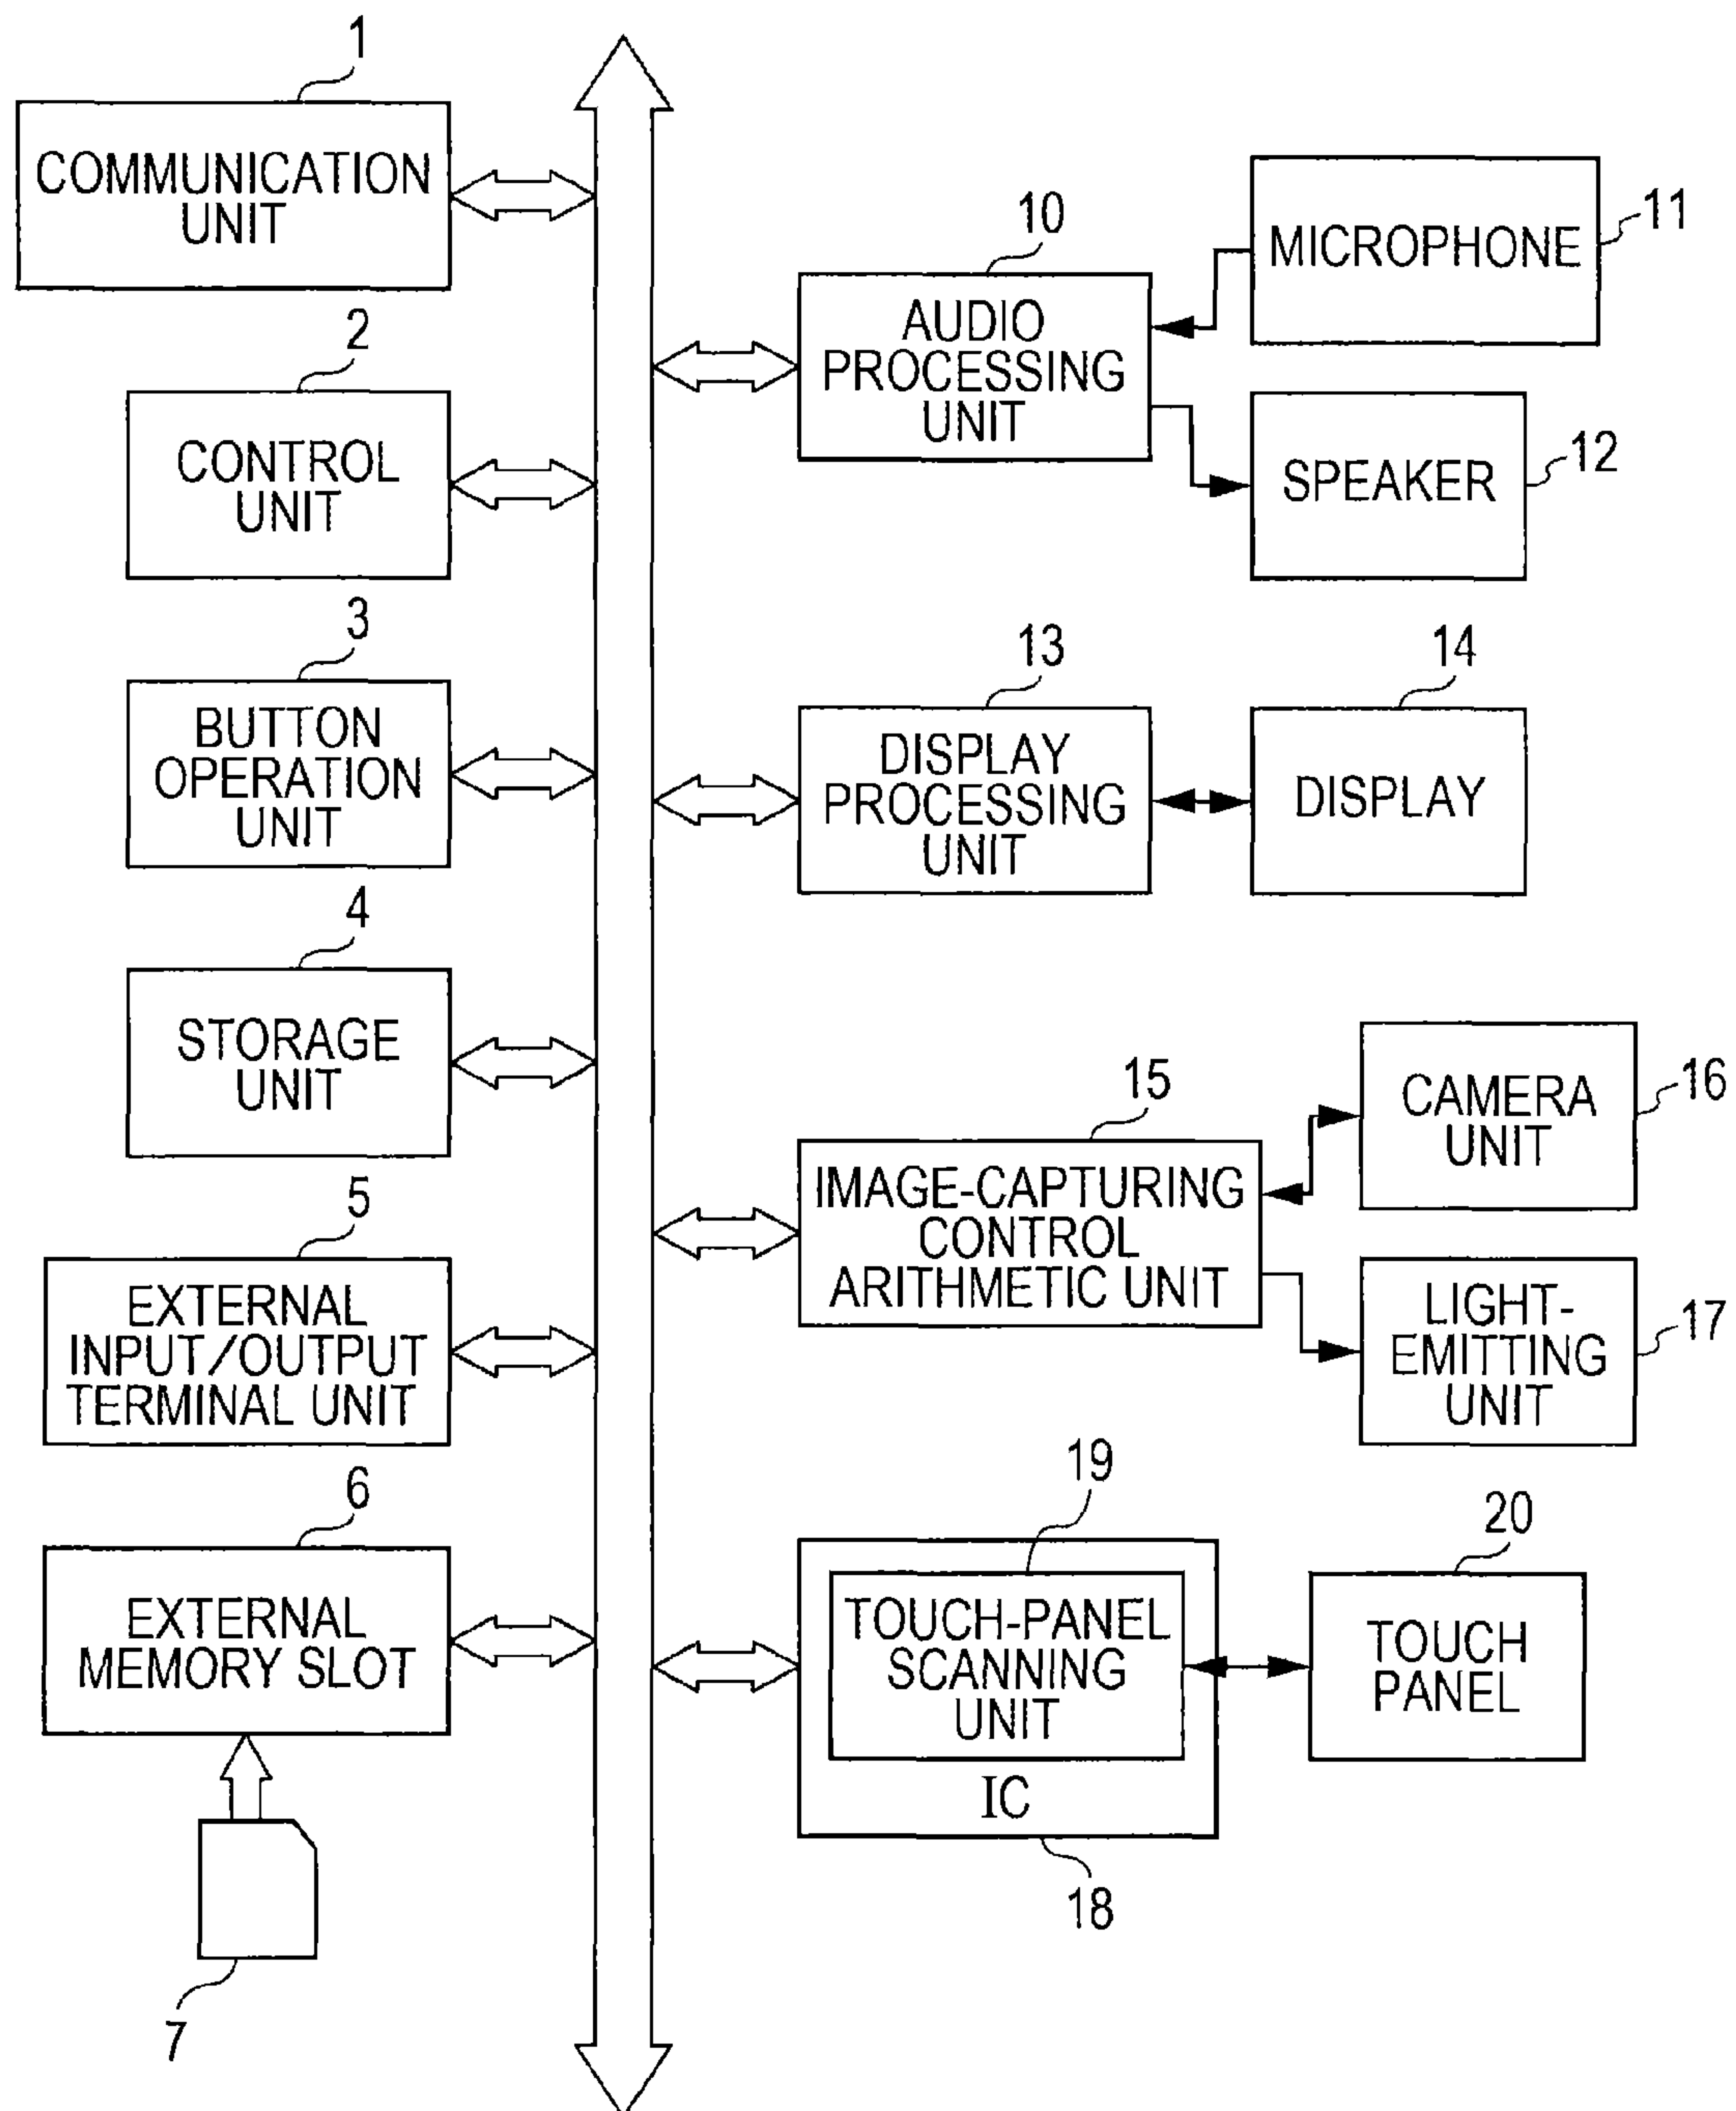 1
COMMUNICATION
UNIT
2
CONTROL
UNIT
3
BUTTON
OPERATION
UNIT
4
STORAGE
UNIT
5
EXTERNAL
INPUT/OUTPUT
TERMINAL UNIT
6
EXTERNAL
MEMORY SLOT
7
10
AUDIO
PROCESSING
UNIT
11
MICROPHONE
12
SPEAKER
13
DISPLAY
PROCESSING
UNIT
14
DISPLAY
15
IMAGE-CAPTURING
CONTROL
ARITHMETIC UNIT
16
CAMERA
UNIT
17
LIGHT-
EMITTING
UNIT
19
TOUCH-PANEL
SCANNING
UNIT
IC
18
20
TOUCH
PANEL